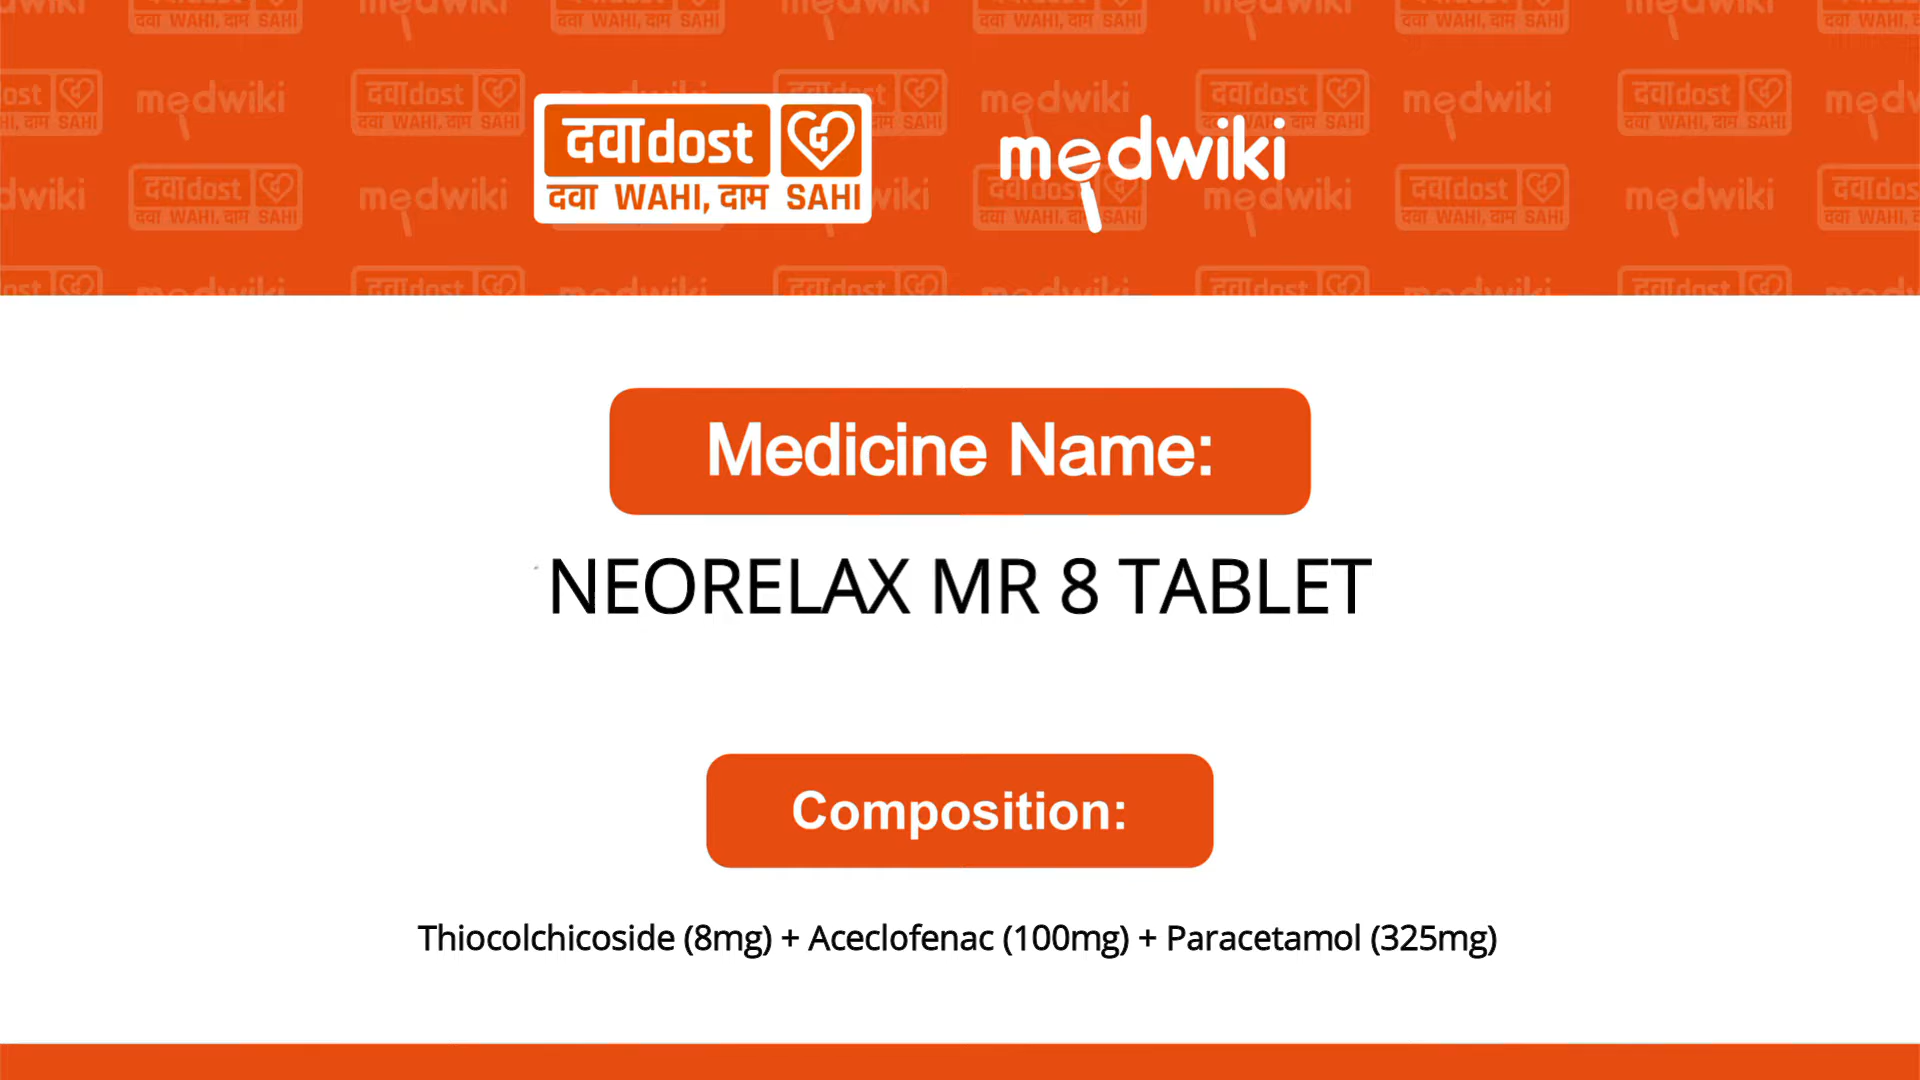 दवाdost
दवा WAHI, दाम SAHI
medwiki
Medicine Name:
NEORELAX MR 8 TABLET
Composition:
Thiocolchicoside (8mg) + Aceclofenac (100mg) + Paracetamol (325mg)